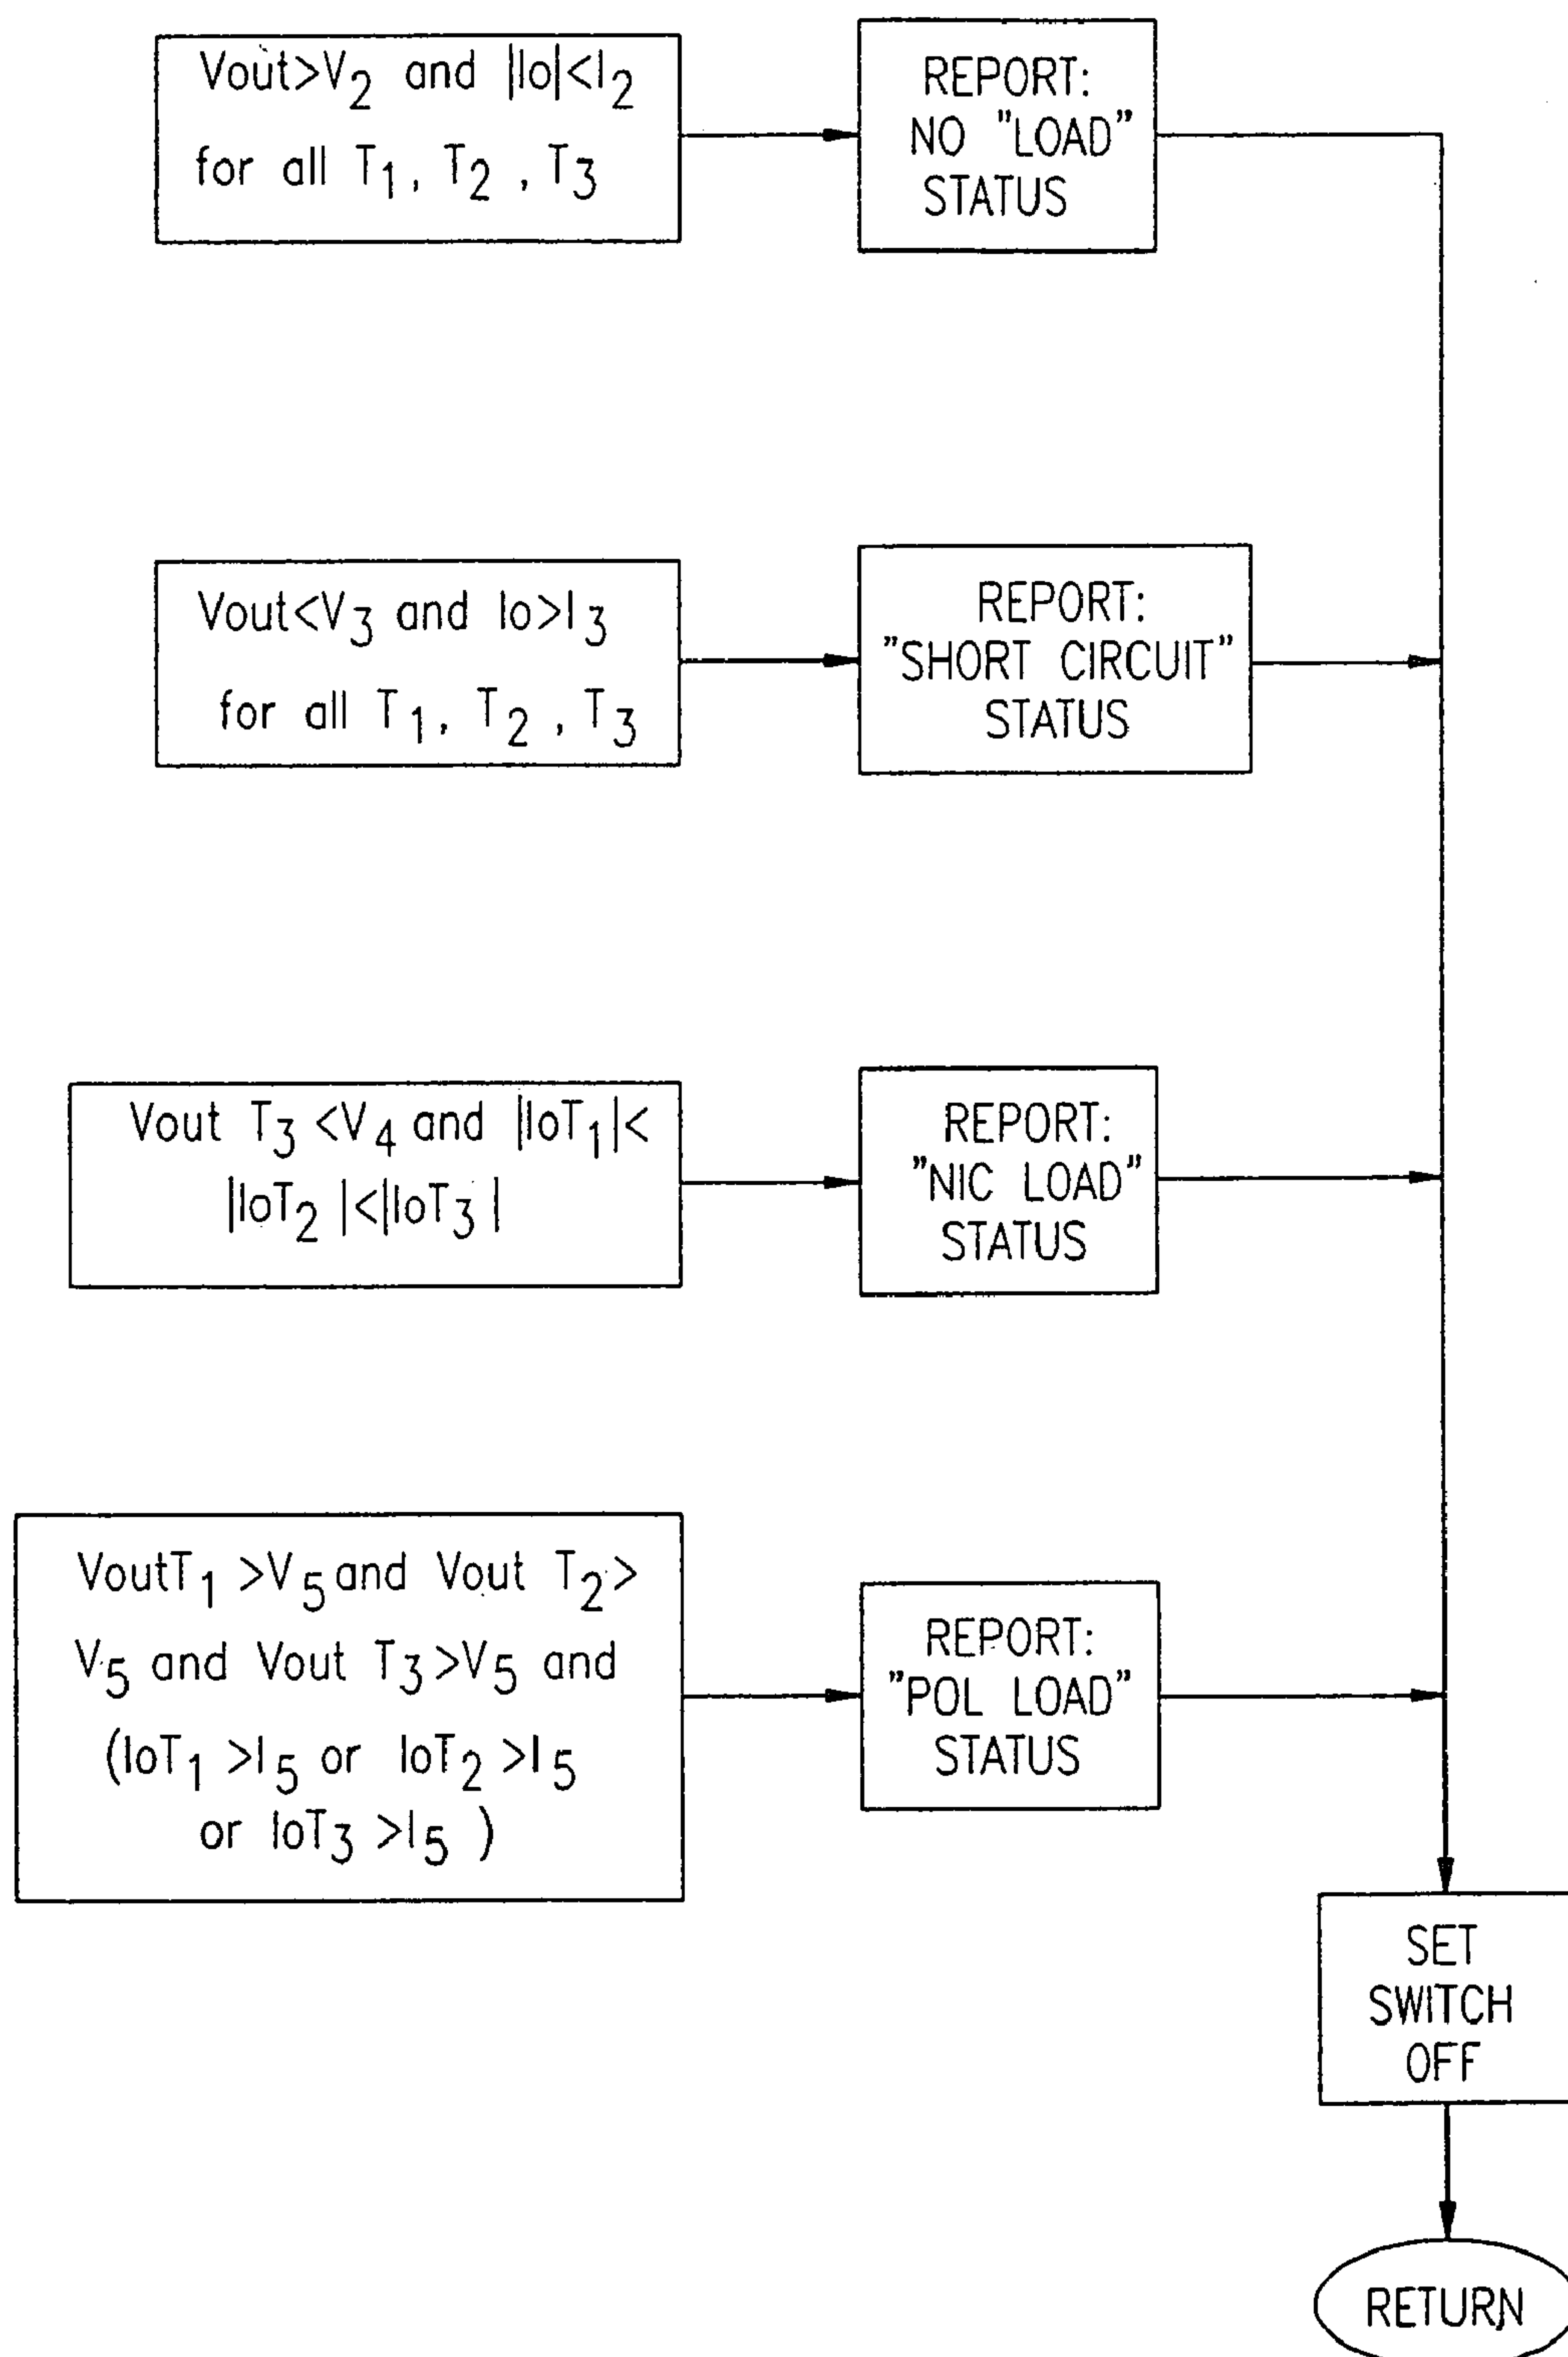 Vout>V2 and |Io|<I2
for all T1, T2, T3
REPORT:
NO "LOAD"
STATUS
Vout<V3 and Io>I3
for all T1, T2, T3
REPORT:
"SHORT CIRCUIT"
STATUS
Vout T3 <V4 and |IoT1|<
|IoT2|<|IoT3|
REPORT:
"NIC LOAD"
STATUS
VoutT1 >V5 and Vout T2>
V5 and Vout T3>V5 and
(IoT1 >I5 or IoT2 >I5
or IoT3 >I5 )
REPORT:
"POL LOAD"
STATUS
SET
SWITCH
OFF
RETURN